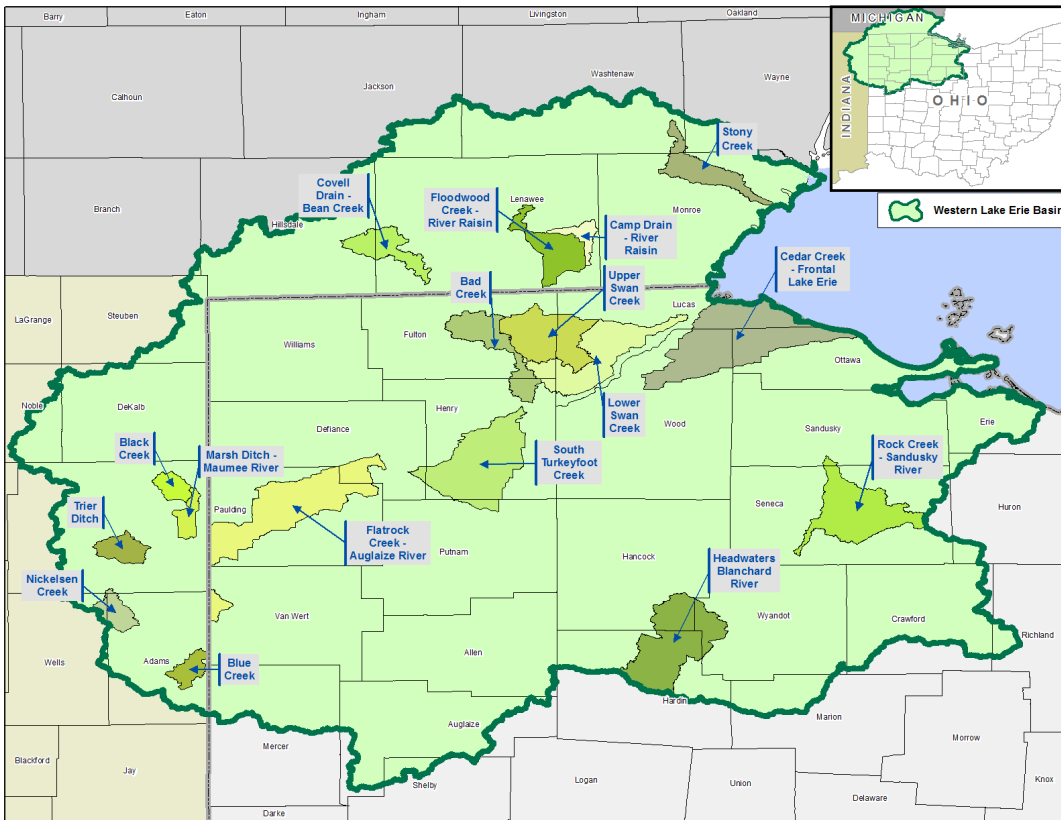 Barry
Eaton
Ingham
Livingston
Oakland
MICHIGAN
INDIANA
OHIO
Western Lake Erie Basin
Calhoun
Jackson
Washtenaw
Wayne
Stony
Creek
Covell
Drain -
Bean Creek
Floodwood
Creek -
River Raisin
Lenawee
Monroe
Camp Drain
- River
Raisin
Branch
Hillsdale
Cedar Creek
- Frontal
Lake Erie
Bad
Creek
Upper
Swan
Creek
Lucas
LaGrange
Steuben
Williams
Fulton
Ottawa
Noble
DeKalb
Henry
Defiance
Lower
Swan
Creek
Wood
Sandusky
Erie
Black
Creek
Marsh Ditch -
Maumee River
South
Turkeyfoot
Creek
Rock Creek
- Sandusky
River
Trier
Ditch
Paulding
Seneca
Huron
Flatrock
Creek -
Auglaize River
Putnam
Hancock
Headwaters
Blanchard
River
Nickelsen
Creek
Van Wert
Wyandot
Crawford
Richland
Wells
Adams
Blue
Creek
Allen
Hardin
Marion
Auglaize
Mercer
Morrow
Blackford
Jay
Shelby
Logan
Union
Delaware
Knox
Darke